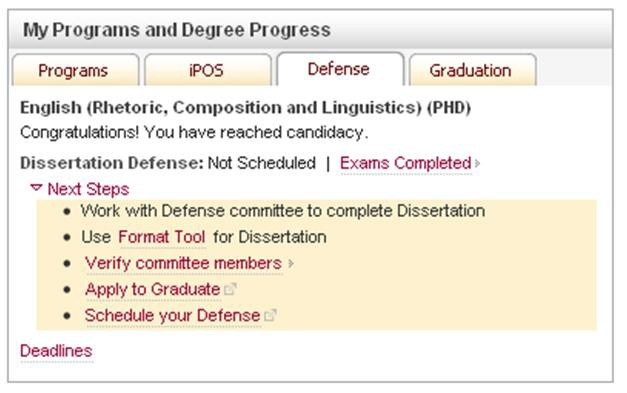 My Programs and Degree Progress
Programs iPOS Defense Graduation
English (Rhetoric, Composition and Linguistics) (PHD)
Congratulations! You have reached candidacy.
Dissertation Defense: Not Scheduled | Exams Completed
Next Steps
• Work with Defense committee to complete Dissertation
• Use Format Tool for Dissertation
• Verify committee members
• Apply to Graduate
• Schedule your Defense
Deadlines